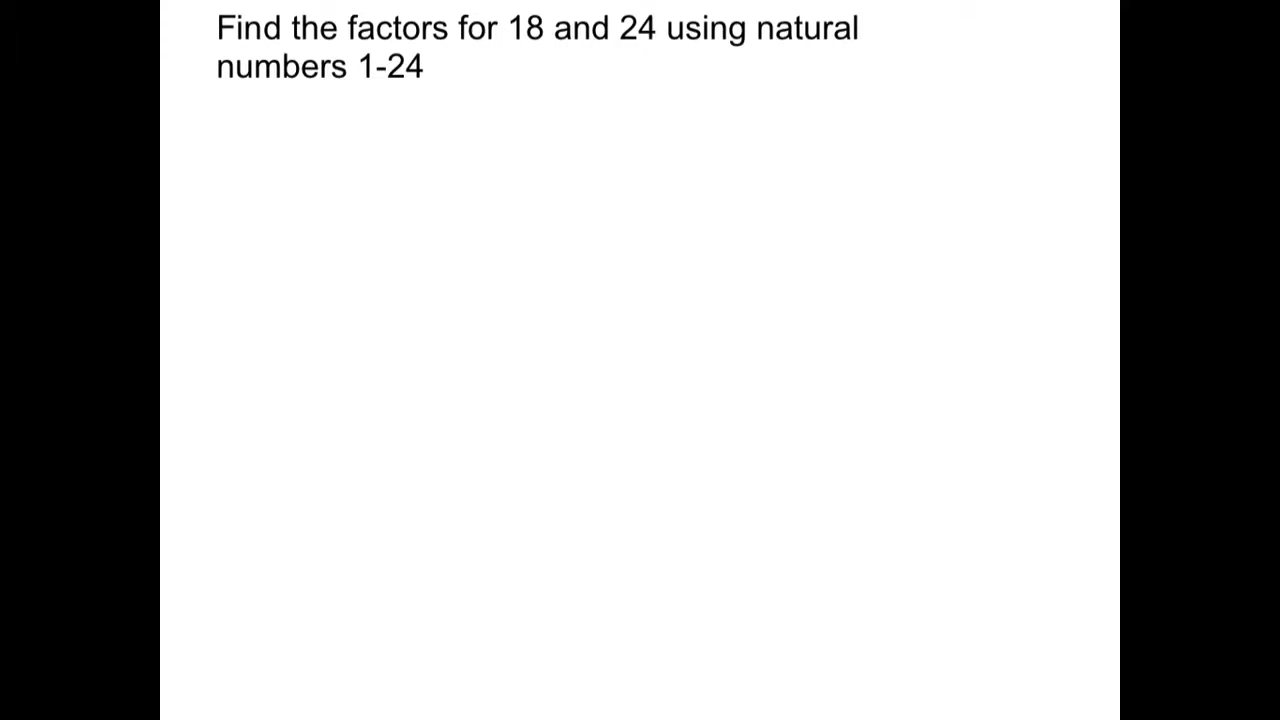 Find the factors for 18 and 24 using natural
numbers 1-24